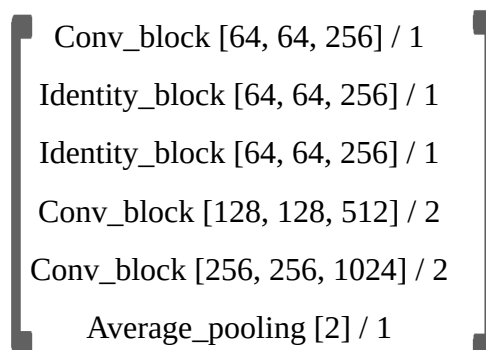 Conv_block [64, 64, 256] / 1
Identity_block [64, 64, 256] / 1
Identity_block [64, 64, 256] / 1
Conv_block [128, 128, 512] / 2
Conv_block [256, 256, 1024] / 2
Average_pooling [2] / 1